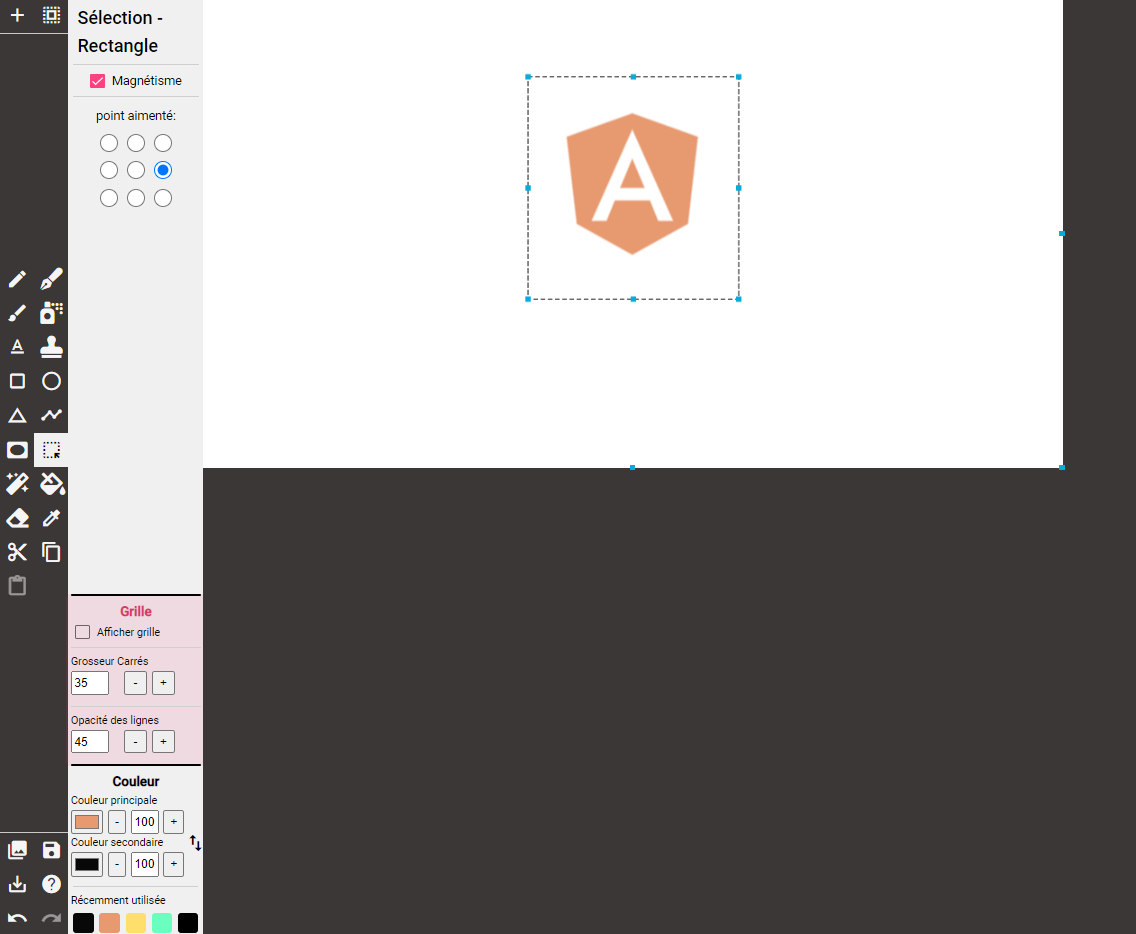 Sélection -
Rectangle
Magnétisme
point aimenté:
A
A
Grille
Afficher grille
Grosseur Carrés
35 - +
Opacité des lignes
45 - +
Couleur
Couleur principale
- 100 +
Couleur secondaire
- 100 +
Récemment utilisée